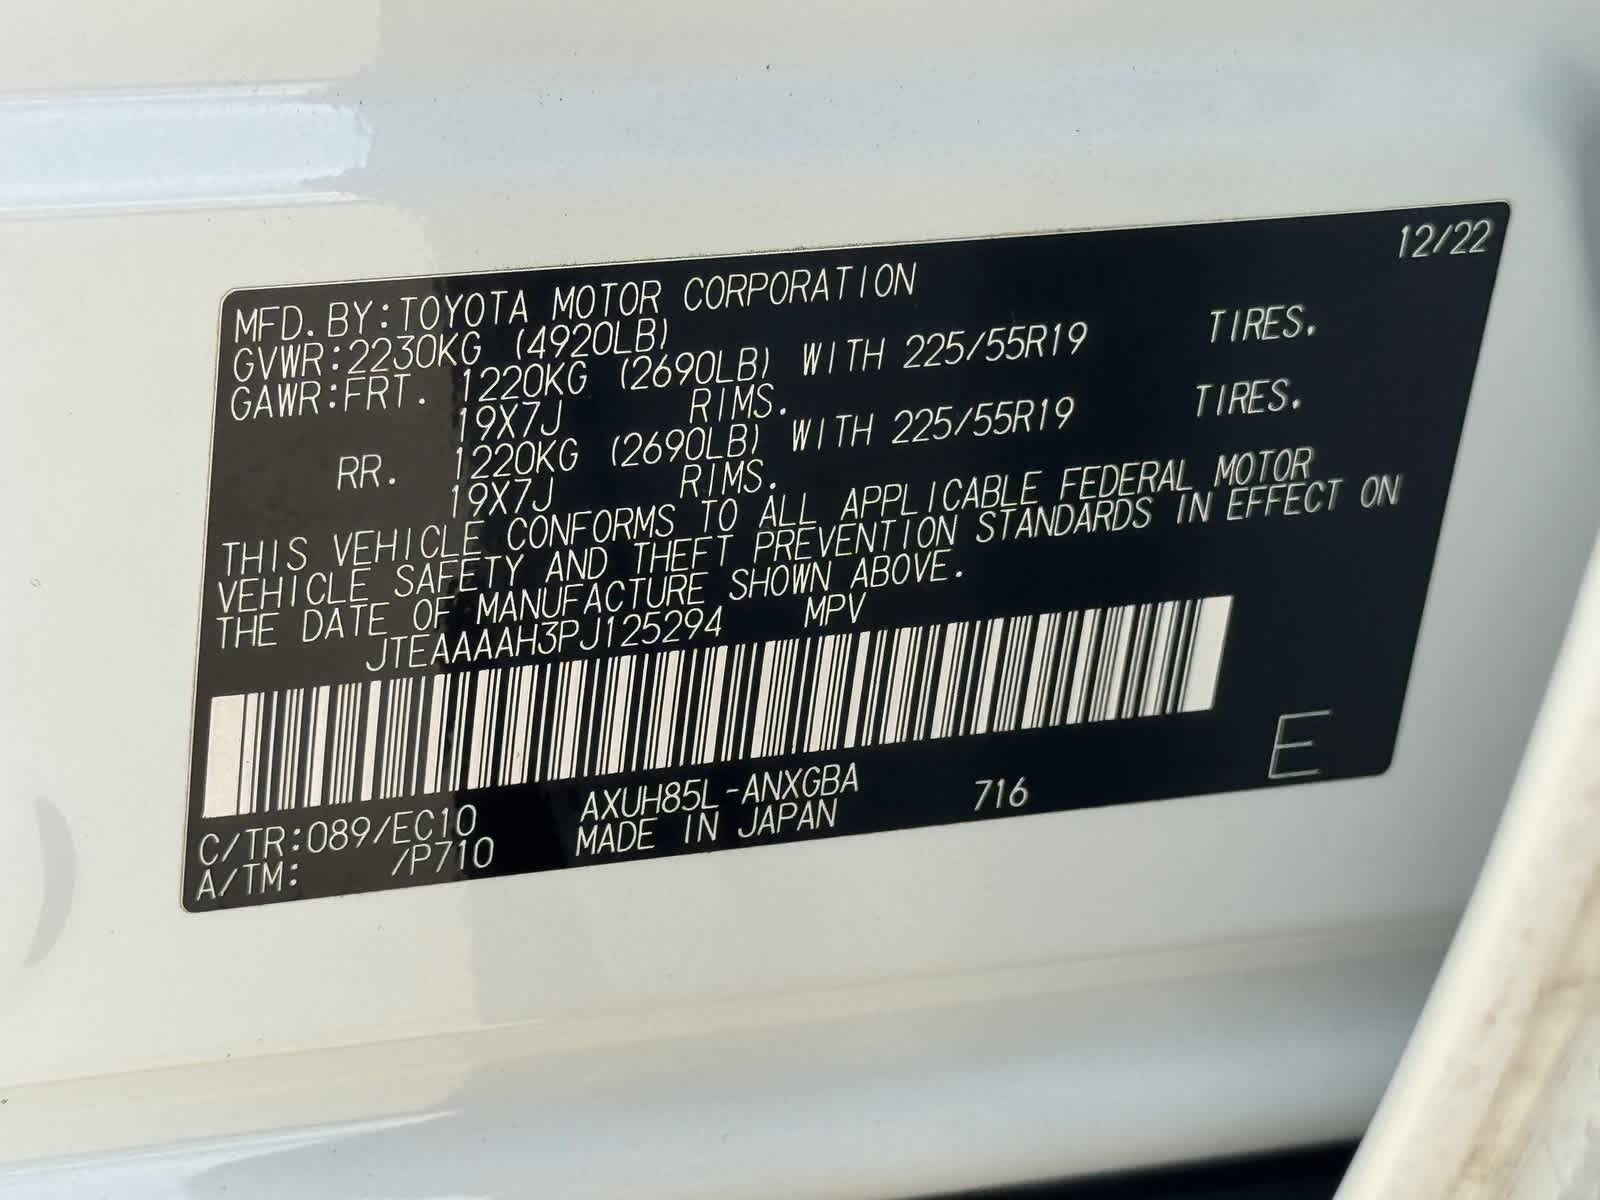 12/22
MFD. BY:TOYOTA MOTOR CORPORATION
GVWR:2230KG (4920LB)
GAWR:FRT. 1220KG (2690LB) WITH 225/55R19 TIRES.
19X7J RIMS.
RR. 1220KG (2690LB) WITH 225/55R19 TIRES.
19X7J RIMS.
THIS VEHICLE CONFORMS TO ALL APPLICABLE FEDERAL MOTOR
VEHICLE SAFETY AND THEFT PREVENTION STANDARDS IN EFFECT ON
THE DATE OF MANUFACTURE SHOWN ABOVE.
JTEAAAAH3PJ125294 MPV
C/TR:089/EC10 AXUH85L-ANXGBA 716 E
A/TM: /P710 MADE IN JAPAN